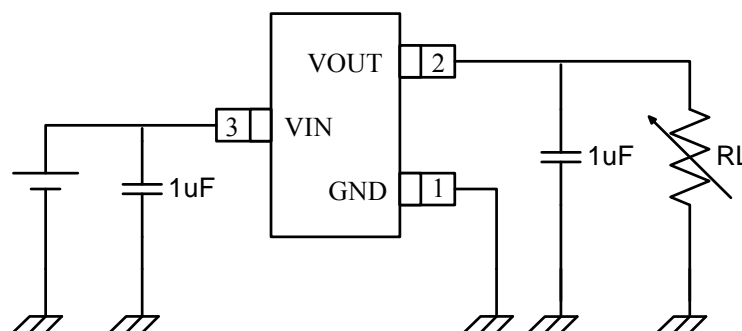 VOUT 2
3 VIN
1uF
GND 1
1uF
RL